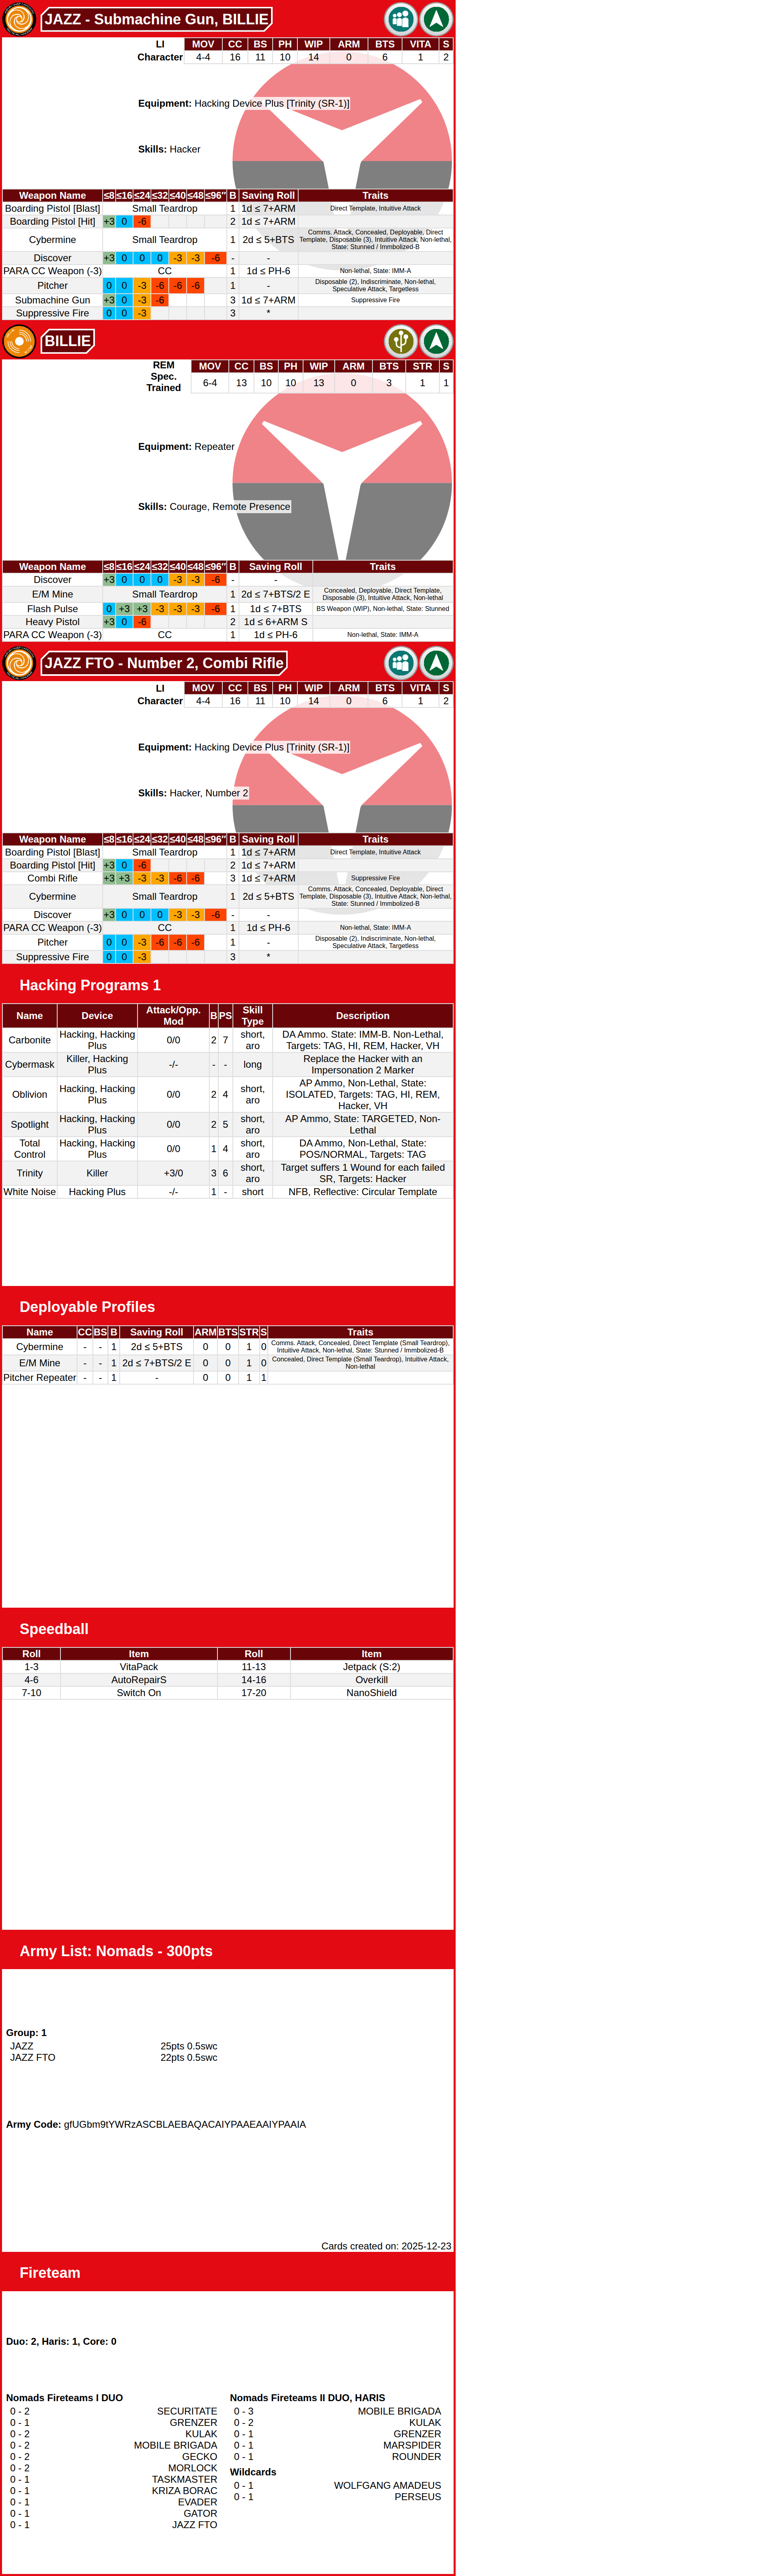 JAZZ - Submachine Gun, BILLIE
LI MOV CC BS PH WIP ARM BTS VITA S
Character 4-4 16 11 10 14 0 6 1 2
Equipment: Hacking Device Plus [Trinity (SR-1)]
Skills: Hacker
Weapon Name ≤8 ≤16 ≤24 ≤32 ≤40 ≤48 ≤96" B Saving Roll Traits
Boarding Pistol [Blast] Small Teardrop 1 1d ≤ 7+ARM Direct Template, Intuitive Attack
Boarding Pistol [Hit] +3 0 -6 2 1d ≤ 7+ARM
Cybermine Small Teardrop 1 2d ≤ 5+BTS Comms. Attack, Concealed, Deployable, Direct
Template, Disposable (3), Intuitive Attack, Non-lethal,
State: Stunned / Immbolized-B
Discover +3 0 0 0 -3 -3 -6 - -
PARA CC Weapon (-3) CC 1 1d ≤ PH-6 Non-lethal, State: IMM-A
Pitcher 0 0 -3 -6 -6 -6 1 - Disposable (2), Indiscriminate, Non-lethal,
Speculative Attack, Targetless
Submachine Gun +3 0 -3 -6 3 1d ≤ 7+ARM Suppressive Fire
Suppressive Fire 0 0 -3 3 *
BILLIE
REM
Spec.
Trained
MOV CC BS PH WIP ARM BTS STR S
6-4 13 10 10 13 0 3 1 1
Equipment: Repeater
Skills: Courage, Remote Presence
Weapon Name ≤8 ≤16 ≤24 ≤32 ≤40 ≤48 ≤96" B Saving Roll Traits
Discover +3 0 0 0 -3 -3 -6 - -
E/M Mine Small Teardrop 1 2d ≤ 7+BTS/2 E Concealed, Deployable, Direct Template,
Disposable (3), Intuitive Attack, Non-lethal
Flash Pulse 0 +3 +3 -3 -3 -3 -6 1 1d ≤ 7+BTS BS Weapon (WIP), Non-lethal, State: Stunned
Heavy Pistol +3 0 -6 2 1d ≤ 6+ARM S
PARA CC Weapon (-3) CC 1 1d ≤ PH-6 Non-lethal, State: IMM-A
JAZZ FTO - Number 2, Combi Rifle
LI MOV CC BS PH WIP ARM BTS VITA S
Character 4-4 16 11 10 14 0 6 1 2
Equipment: Hacking Device Plus [Trinity (SR-1)]
Skills: Hacker, Number 2
Weapon Name ≤8 ≤16 ≤24 ≤32 ≤40 ≤48 ≤96" B Saving Roll Traits
Boarding Pistol [Blast] Small Teardrop 1 1d ≤ 7+ARM Direct Template, Intuitive Attack
Boarding Pistol [Hit] +3 0 -6 2 1d ≤ 7+ARM
Combi Rifle +3 +3 -3 -3 -6 -6 3 1d ≤ 7+ARM Suppressive Fire
Cybermine Small Teardrop 1 2d ≤ 5+BTS Comms. Attack, Concealed, Deployable, Direct
Template, Disposable (3), Intuitive Attack, Non-lethal,
State: Stunned / Immbolized-B
Discover +3 0 0 0 -3 -3 -6 - -
PARA CC Weapon (-3) CC 1 1d ≤ PH-6 Non-lethal, State: IMM-A
Pitcher 0 0 -3 -6 -6 -6 1 - Disposable (2), Indiscriminate, Non-lethal,
Speculative Attack, Targetless
Suppressive Fire 0 0 -3 3 *
Hacking Programs 1
Name Device Attack/Opp. Mod B PS Skill Type Description
Carbonite Hacking, Hacking Plus 0/0 2 7 short, aro DA Ammo. State: IMM-B. Non-Lethal, Targets: TAG, HI, REM, Hacker, VH
Cybermask Killer, Hacking Plus -/- - - long Replace the Hacker with an Impersonation 2 Marker
Oblivion Hacking, Hacking Plus 0/0 2 4 short, aro AP Ammo, Non-Lethal, State: ISOLATED, Targets: TAG, HI, REM, Hacker, VH
Spotlight Hacking, Hacking Plus 0/0 2 5 short, aro AP Ammo, State: TARGETED, Non-Lethal
Total Control Hacking, Hacking Plus 0/0 1 4 short, aro DA Ammo, Non-Lethal, State: POS/NORMAL, Targets: TAG
Trinity Killer +3/0 3 6 short, aro Target suffers 1 Wound for each failed SR, Targets: Hacker
White Noise Hacking Plus -/- 1 - short NFB, Reflective: Circular Template
Deployable Profiles
Name CC BS B Saving Roll ARM BTS STR S Traits
Cybermine - - 1 2d ≤ 5+BTS 0 0 1 0 Comms. Attack, Concealed, Direct Template (Small Teardrop),
Intuitive Attack, Non-lethal, State: Stunned / Immbolized-B
E/M Mine - - 1 2d ≤ 7+BTS/2 E 0 0 1 0 Concealed, Direct Template (Small Teardrop), Intuitive Attack,
Non-lethal
Pitcher Repeater - - 1 - 0 0 1 1
Speedball
Roll Item Roll Item
1-3 VitaPack 11-13 Jetpack (S:2)
4-6 AutoRepairS 14-16 Overkill
7-10 Switch On 17-20 NanoShield
Army List: Nomads - 300pts
Group: 1
JAZZ 25pts 0.5swc
JAZZ FTO 22pts 0.5swc
Army Code: gfUGbm9tYWRzASCBLAEBAQACAIYPAAEAAIYPAAIA
Cards created on: 2025-12-23
Fireteam
Duo: 2, Haris: 1, Core: 0
Nomads Fireteams I DUO
0 - 2 SECURITATE
0 - 1 GRENZER
0 - 2 KULAK
0 - 2 MOBILE BRIGADA
0 - 2 GECKO
0 - 2 MORLOCK
0 - 1 TASKMASTER
0 - 1 KRIZA BORAC
0 - 1 EVADER
0 - 1 GATOR
0 - 1 JAZZ FTO
Nomads Fireteams II DUO, HARIS
0 - 3 MOBILE BRIGADA
0 - 2 KULAK
0 - 1 GRENZER
0 - 1 MARSPIDER
0 - 1 ROUNDER
Wildcards
0 - 1 WOLFGANG AMADEUS
0 - 1 PERSEUS